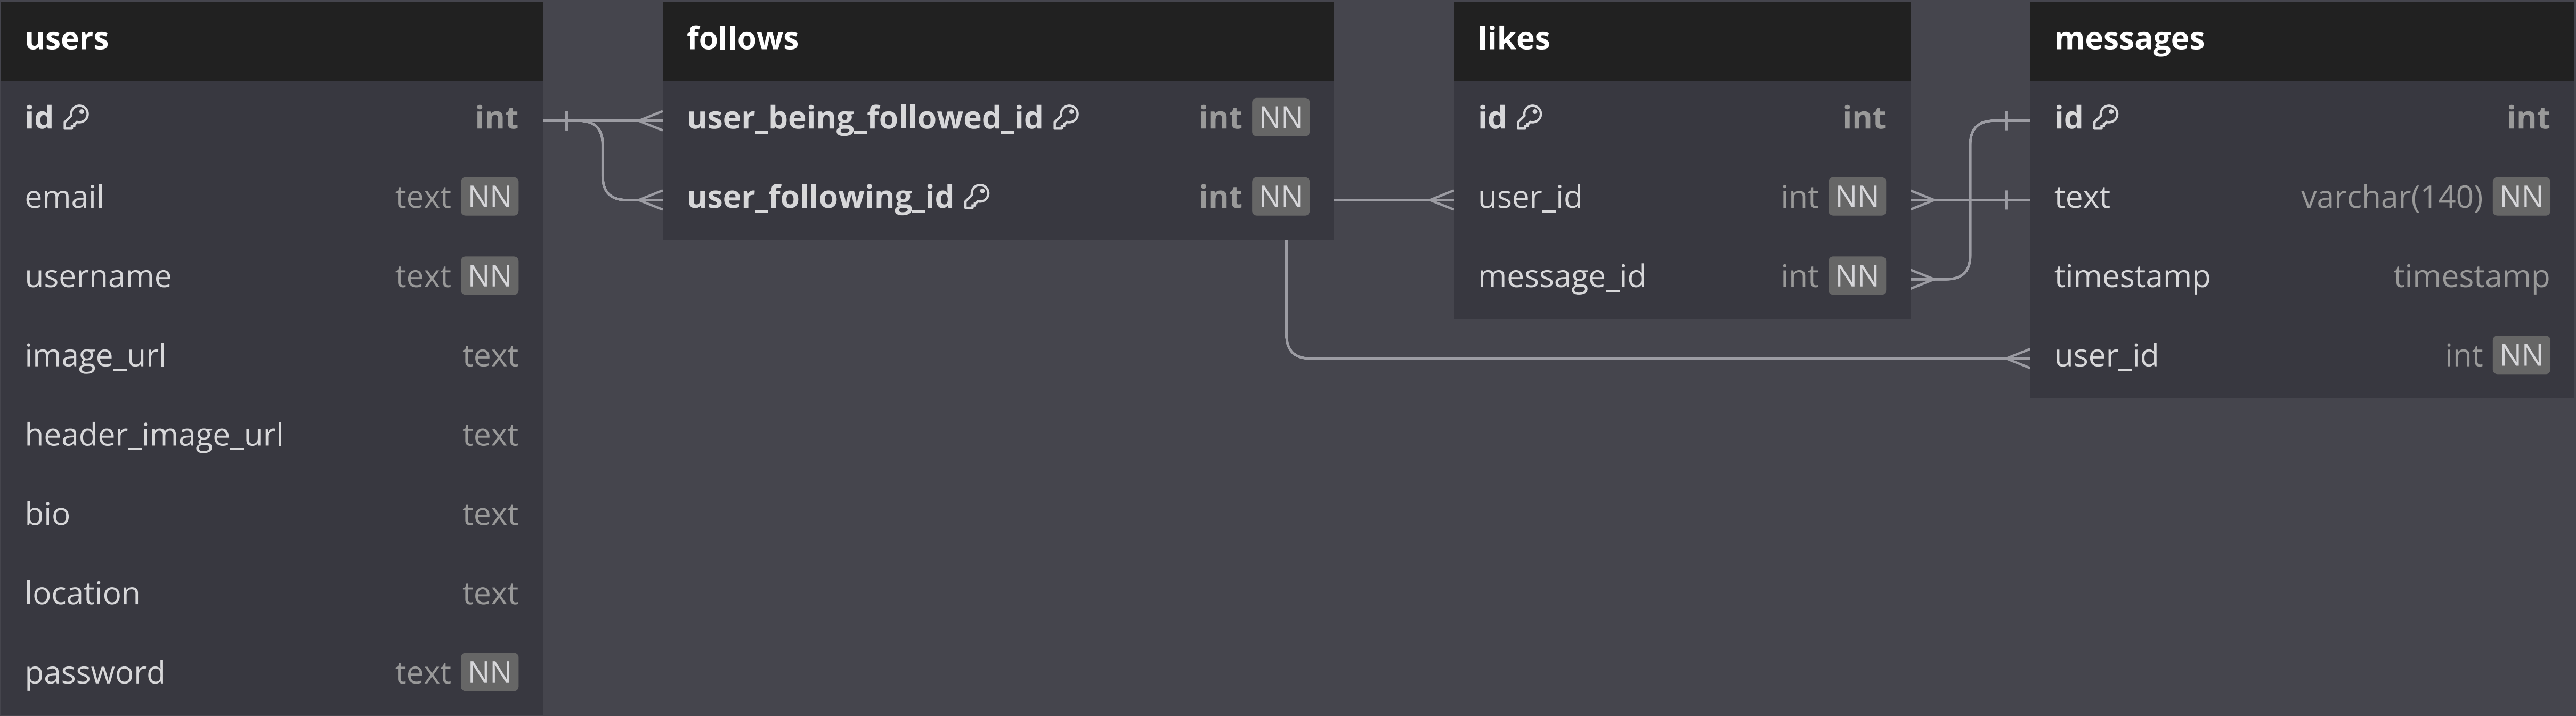 users
id int
email text NN
username text NN
image_url text
header_image_url text
bio text
location text
password text NN
follows
user_being_followed_id int NN
user_following_id int NN
likes
id int
user_id int NN
message_id int NN
messages
id int
text varchar(140) NN
timestamp timestamp
user_id int NN